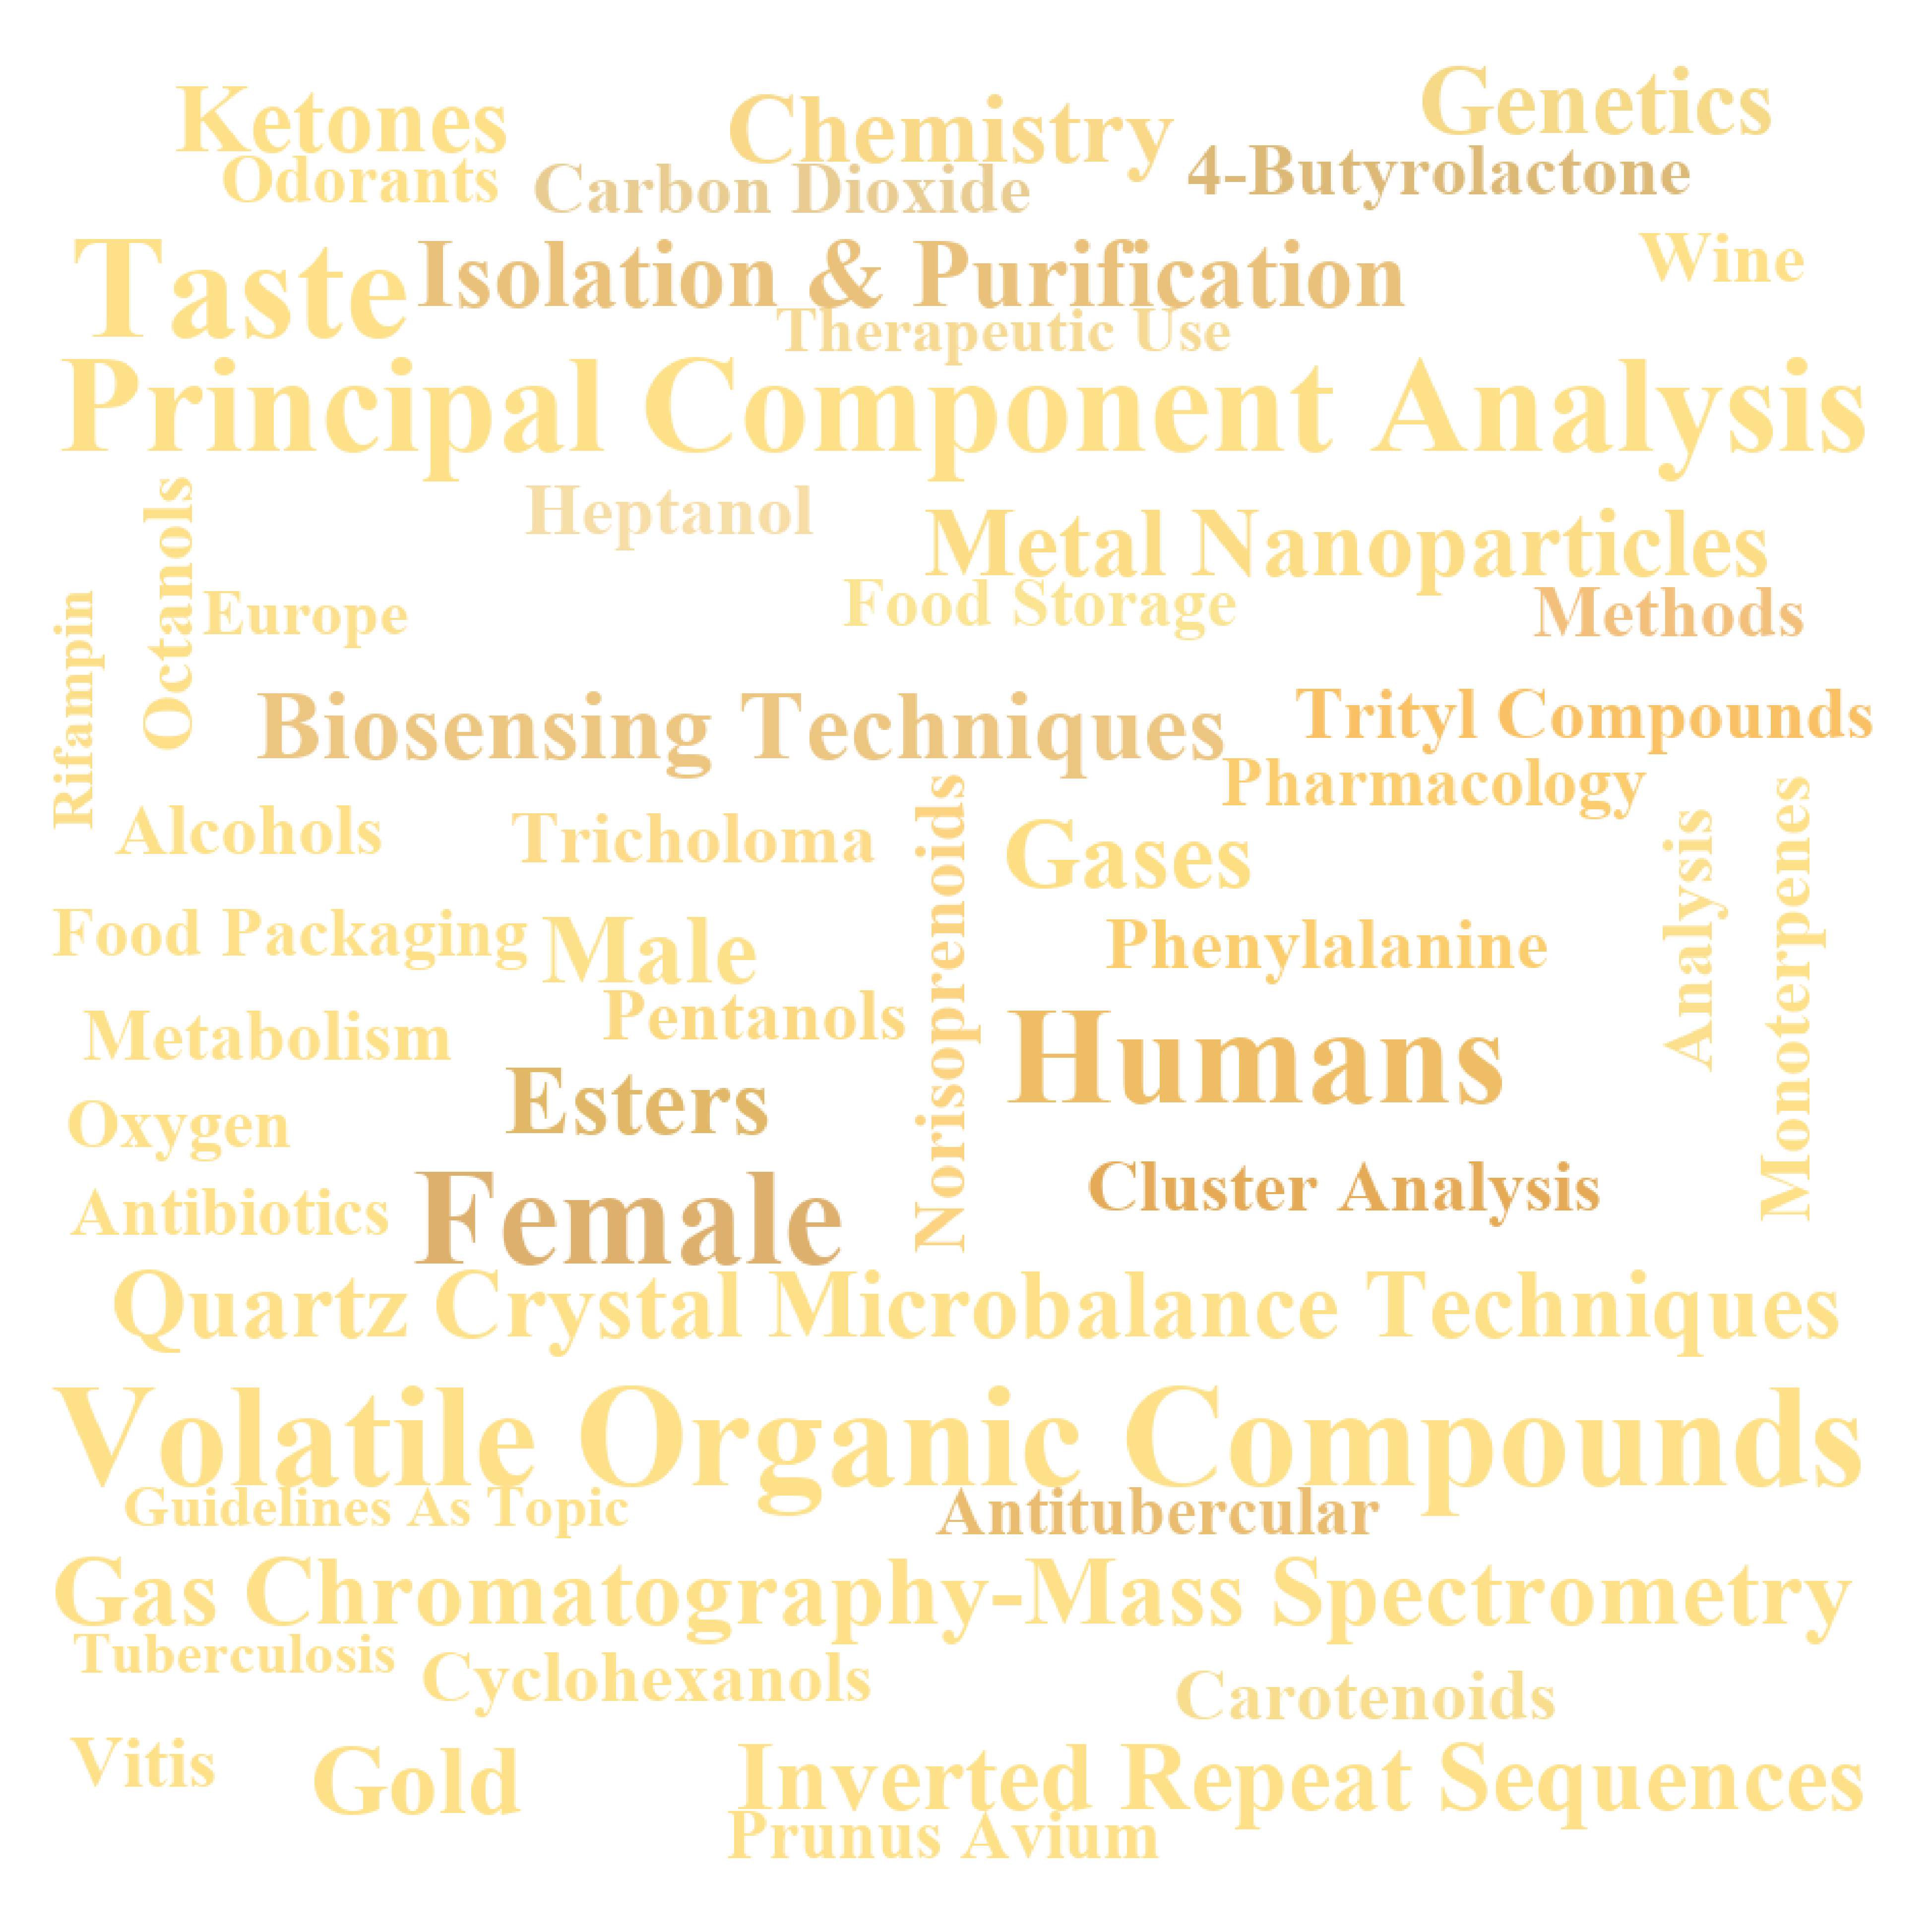 Ketones
Chemistry
Genetics
Odorants
Carbon Dioxide
4-Butyrolactone
Taste
Isolation & Purification
Wine
Therapeutic Use
Principal Component Analysis
Octanols
Heptanol
Metal Nanoparticles
Rifampin
Europe
Food Storage
Methods
Biosensing Techniques
Trityl Compounds
Pharmacology
Alcohols
Tricholoma
Norisoprenoids
Gases
Analysis
Monoterpenes
Food Packaging
Male
Phenylalanine
Metabolism
Pentanols
Humans
Esters
Oxygen
Cluster Analysis
Antibiotics
Female
Quartz Crystal Microbalance Techniques
Volatile Organic Compounds
Guidelines As Topic
Antitubercular
Gas Chromatography-Mass Spectrometry
Tuberculosis
Cyclohexanols
Carotenoids
Vitis
Gold
Inverted Repeat Sequences
Prunus Avium